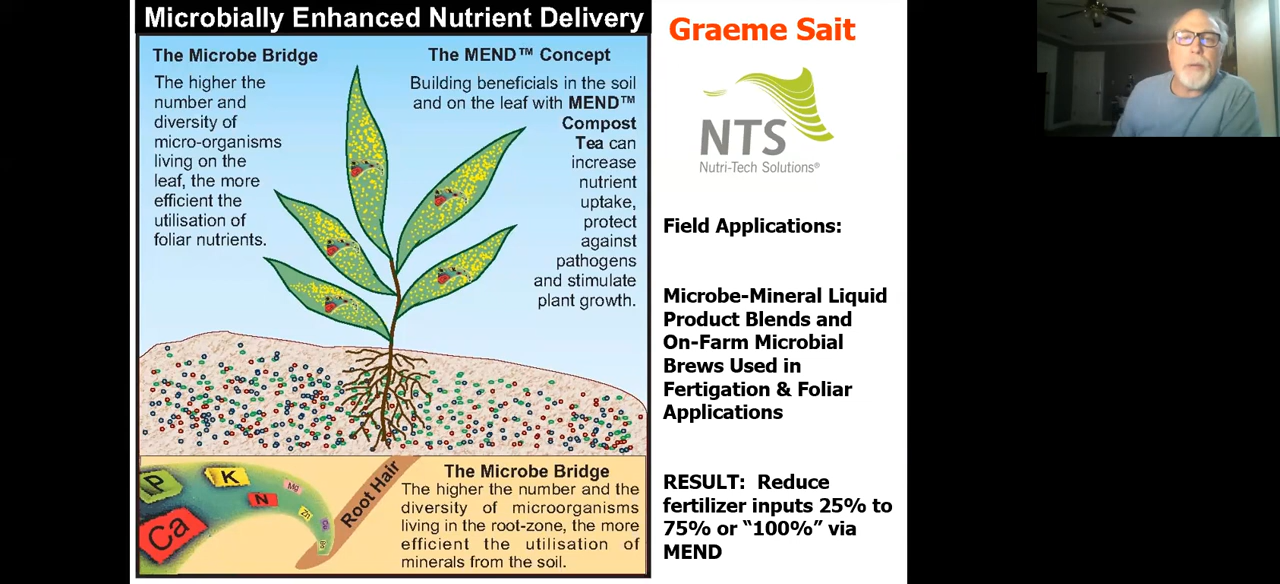 Microbially Enhanced Nutrient Delivery
The Microbe Bridge
The higher the
number and
diversity of
micro-organisms
living on the
leaf, the more
efficient the
utilisation of
foliar nutrients.
The MEND™ Concept
Building beneficials in the soil
and on the leaf with MEND™
Compost
Tea can
increase
nutrient
uptake,
protect
against
pathogens
and stimulate
plant growth.
P
K
N
Mg
Zn
Ca
Root Hair
The Microbe Bridge
The higher the number and the
diversity of microorganisms
living in the root-zone, the more
efficient the utilisation of
minerals from the soil.
Graeme Sait
NTS
Nutri-Tech Solutions®
Field Applications:
Microbe-Mineral Liquid
Product Blends and
On-Farm Microbial
Brews Used in
Fertigation & Foliar
Applications
RESULT: Reduce
fertilizer inputs 25% to
75% or “100%” via
MEND